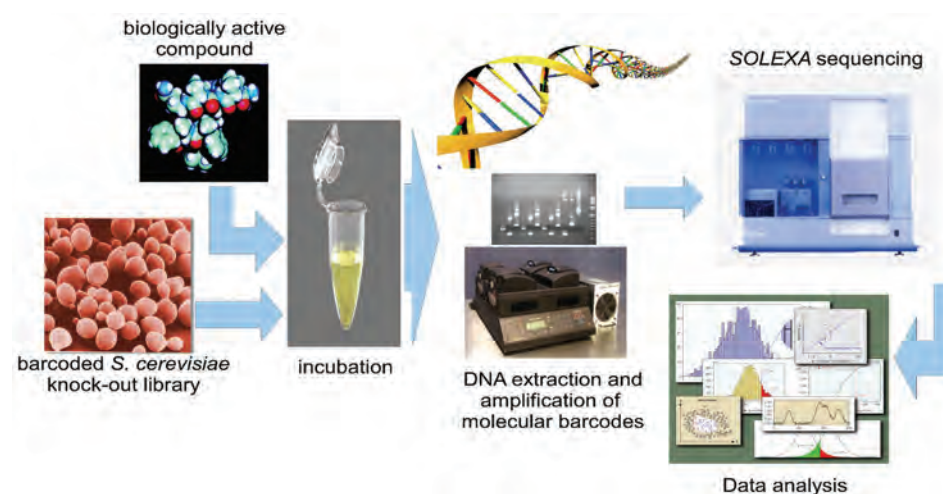 biologically active
compound
SOLEXA sequencing
barcoded S. cerevisiae
knock-out library
incubation
DNA extraction and
amplification of
molecular barcodes
Data analysis